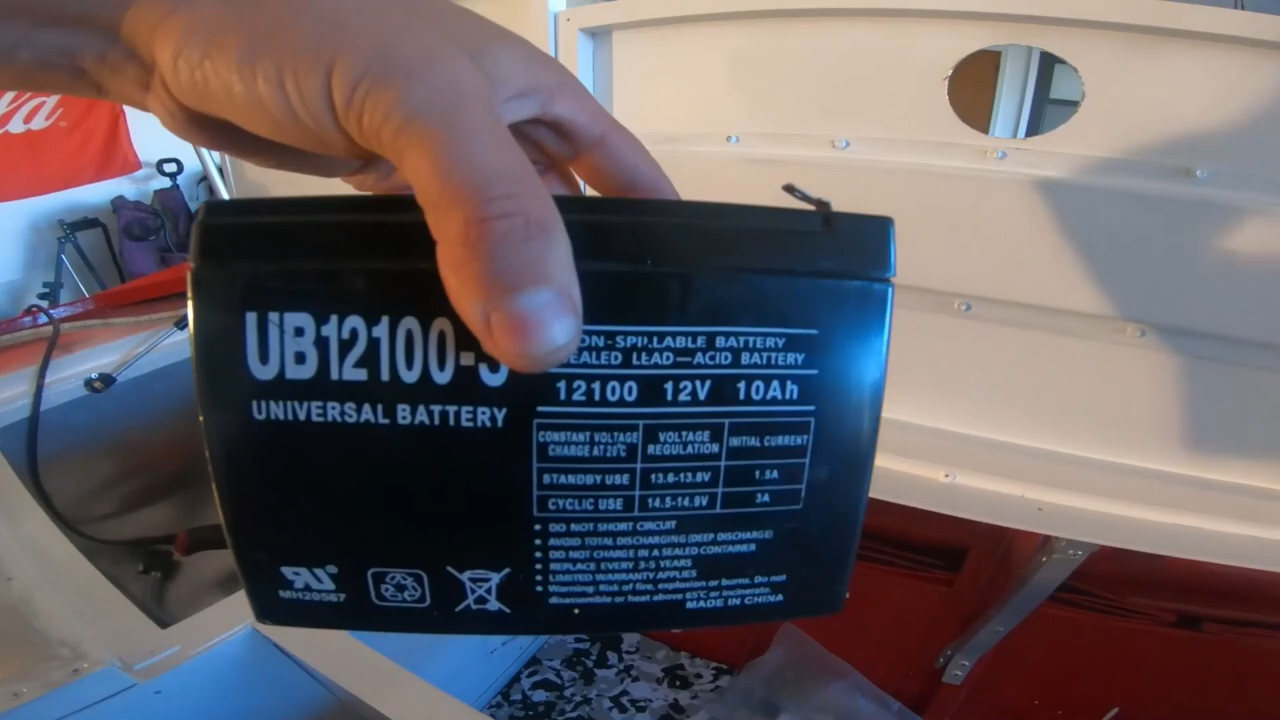 UB12100-S
UNIVERSAL BATTERY
ON-SPILLABLE BATTERY
EALED LEAD—ACID BATTERY
12100 12V 10Ah
CONSTANT VOLTAGE CHARGE AT 20℃ VOLTAGE REGULATION INITIAL CURRENT
STANDBY USE 13.6-13.8V 1.5A
CYCLIC USE 14.5-14.9V 3A
• DO NOT SHORT CIRCUIT
• AVOID TOTAL DISCHARGING (DEEP DISCHARGE)
• DO NOT CHARGE IN A SEALED CONTAINER
• REPLACE EVERY 3-5 YEARS
• LIMITED WARRANTY APPLIES
• Warning: Risk of fire, explosion or burns. Do not
disassemble or heat above 65℃ or incinerate.
MADE IN CHINA
MH20567